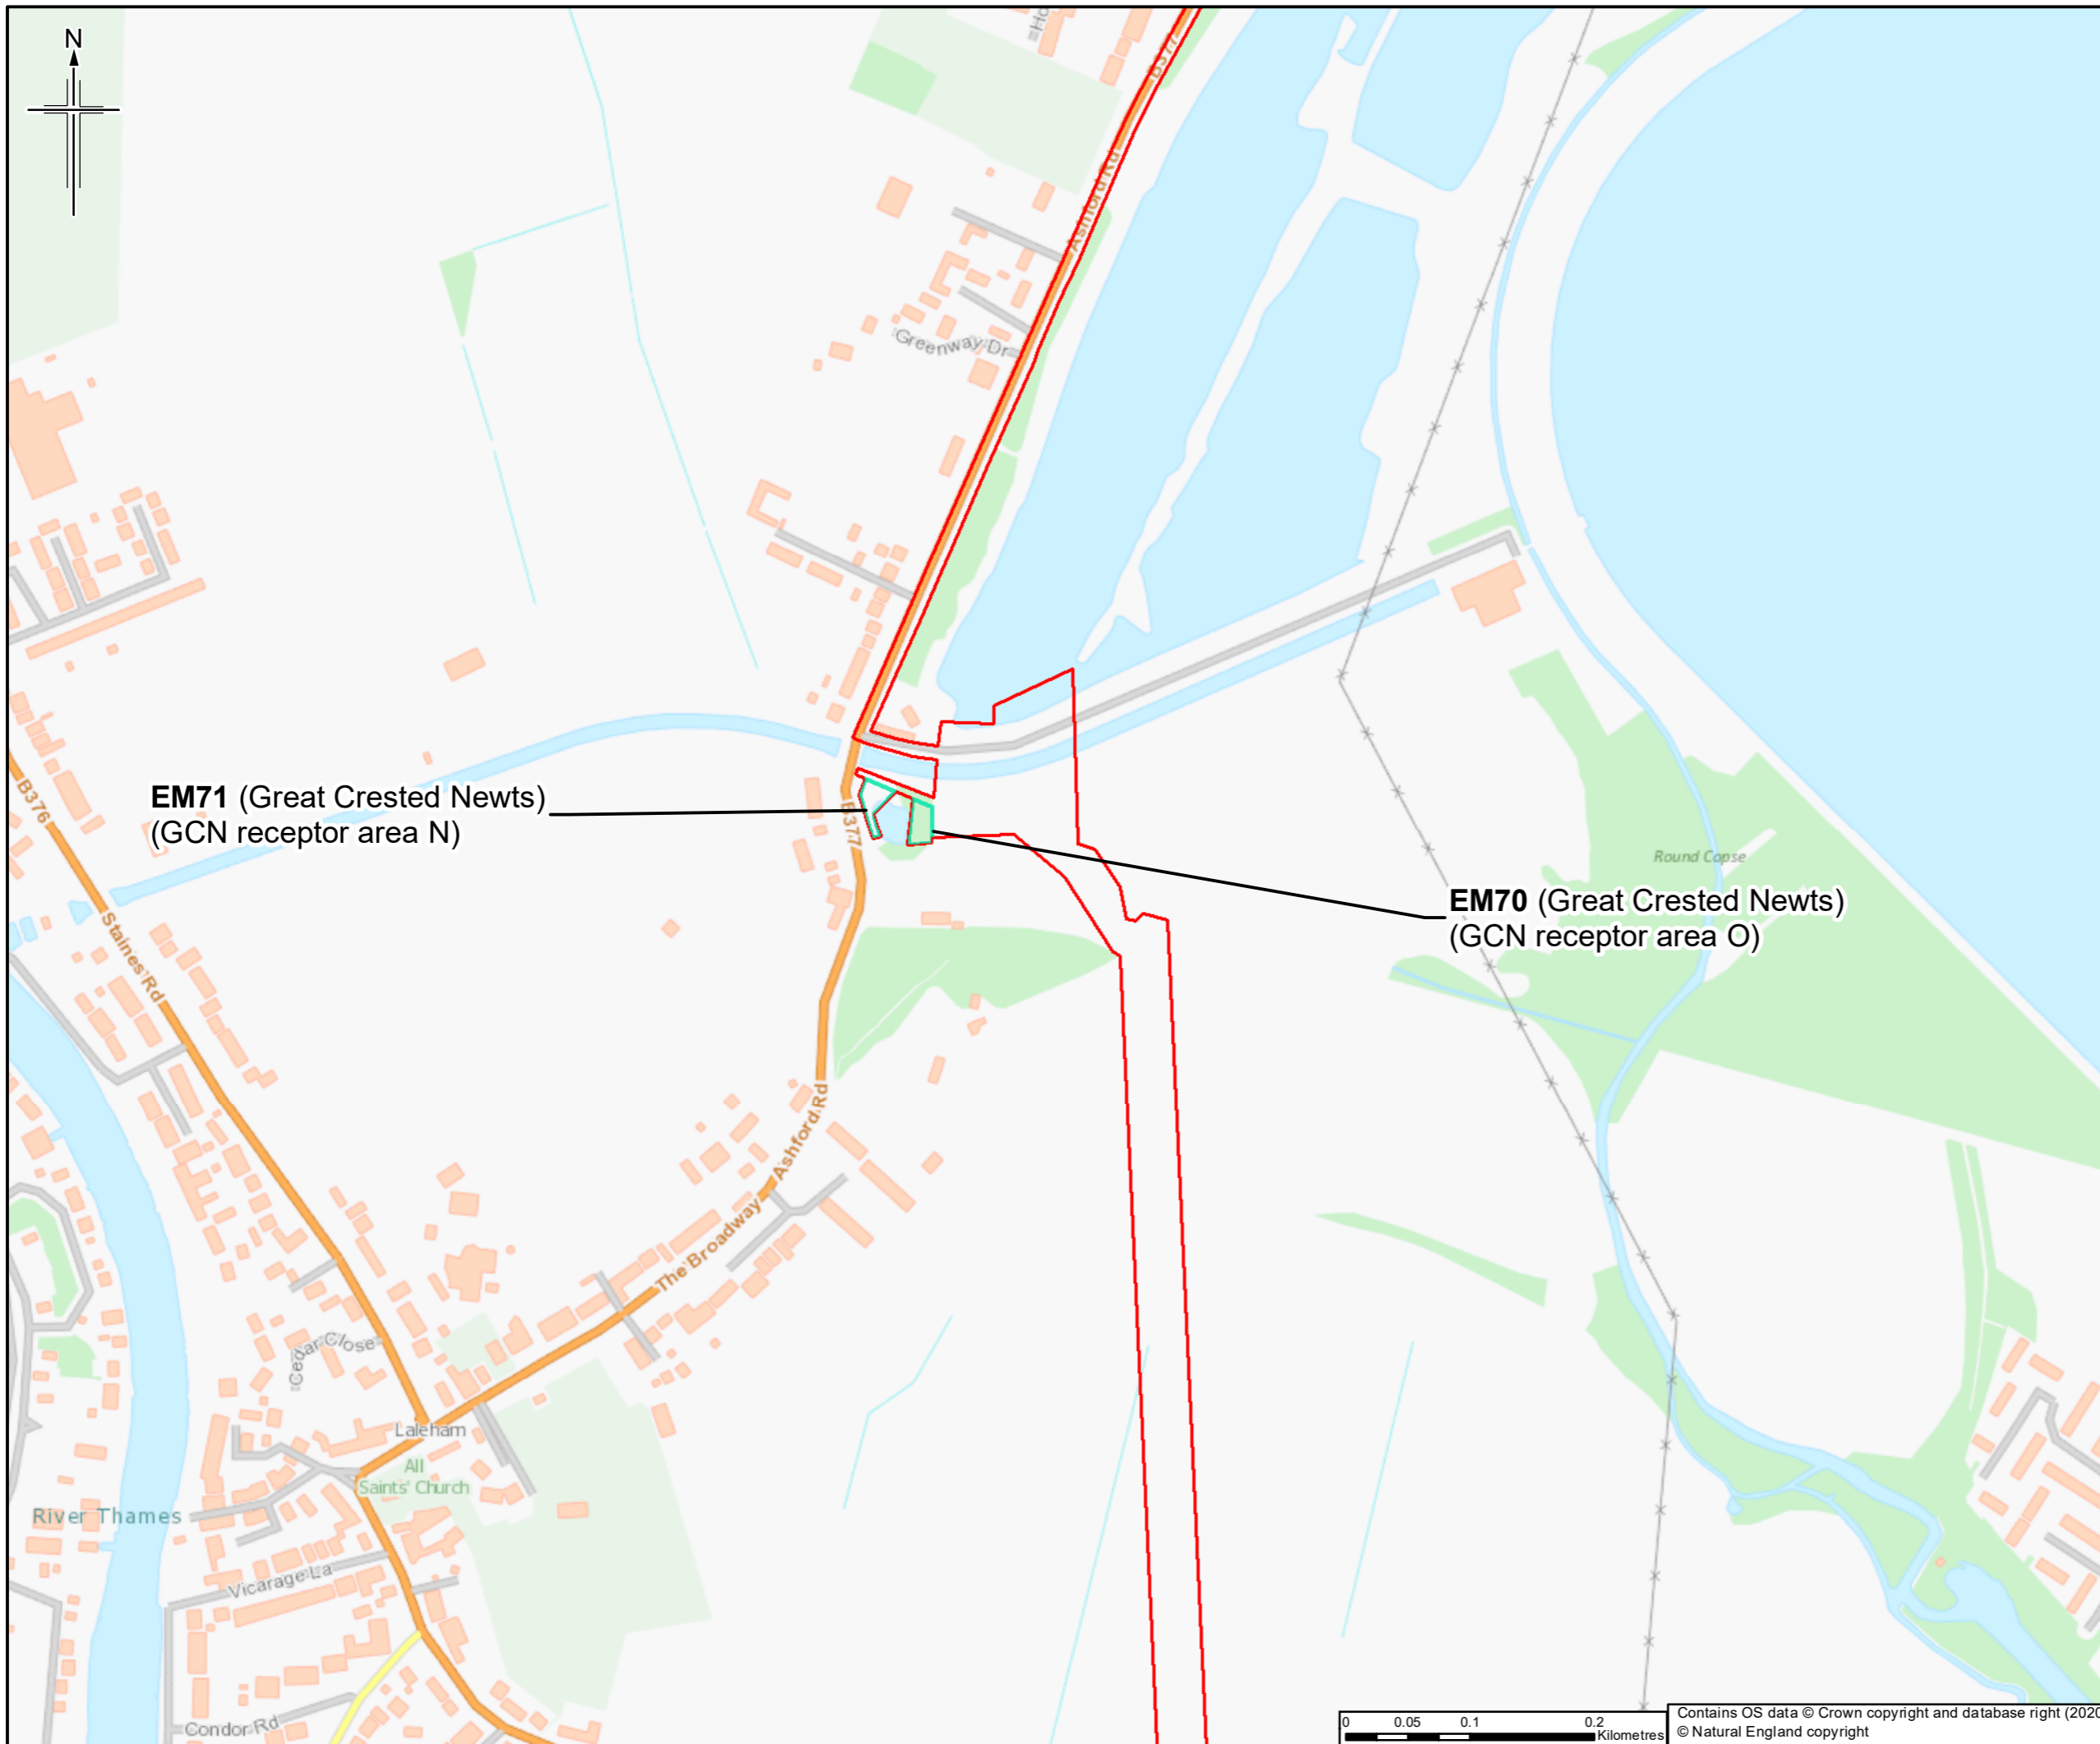 N
Ho
B377
Ashford Rd
Greenway Dr
EM71 (Great Crested Newts)
(GCN receptor area N)
B376
B377
Round Copse
EM70 (Great Crested Newts)
(GCN receptor area O)
Staines Rd
Ashford Rd
The Broadway
Cedar Close
Laleham
All
Saints' Church
River Thames
Vicarage La
Condor Rd
0 0.05 0.1 0.2
Kilometres
Contains OS data © Crown copyright and database right (2020
© Natural England copyright